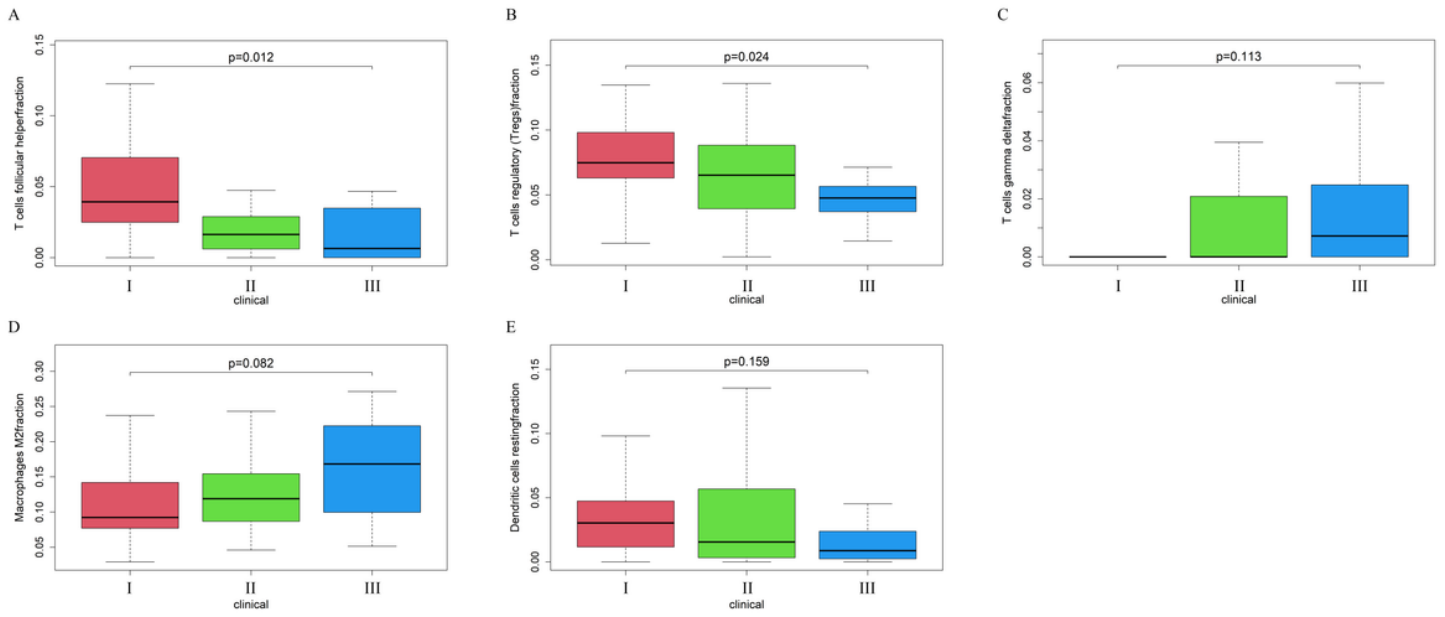 A
T cells follicular helperfraction
0.15
0.10
0.05
0.00
p=0.012
I II III
clinical
B
T cells regulatory (Tregs)fraction
0.15
0.10
0.05
0.00
p=0.024
I II III
clinical
C
T cells gamma deltafraction
0.06
0.04
0.02
0.00
p=0.113
I II III
clinical
D
Macrophages M2fraction
0.30
0.25
0.20
0.15
0.10
0.05
p=0.082
I II III
clinical
E
Dendritic cells restingfraction
0.15
0.10
0.05
0.00
p=0.159
I II III
clinical